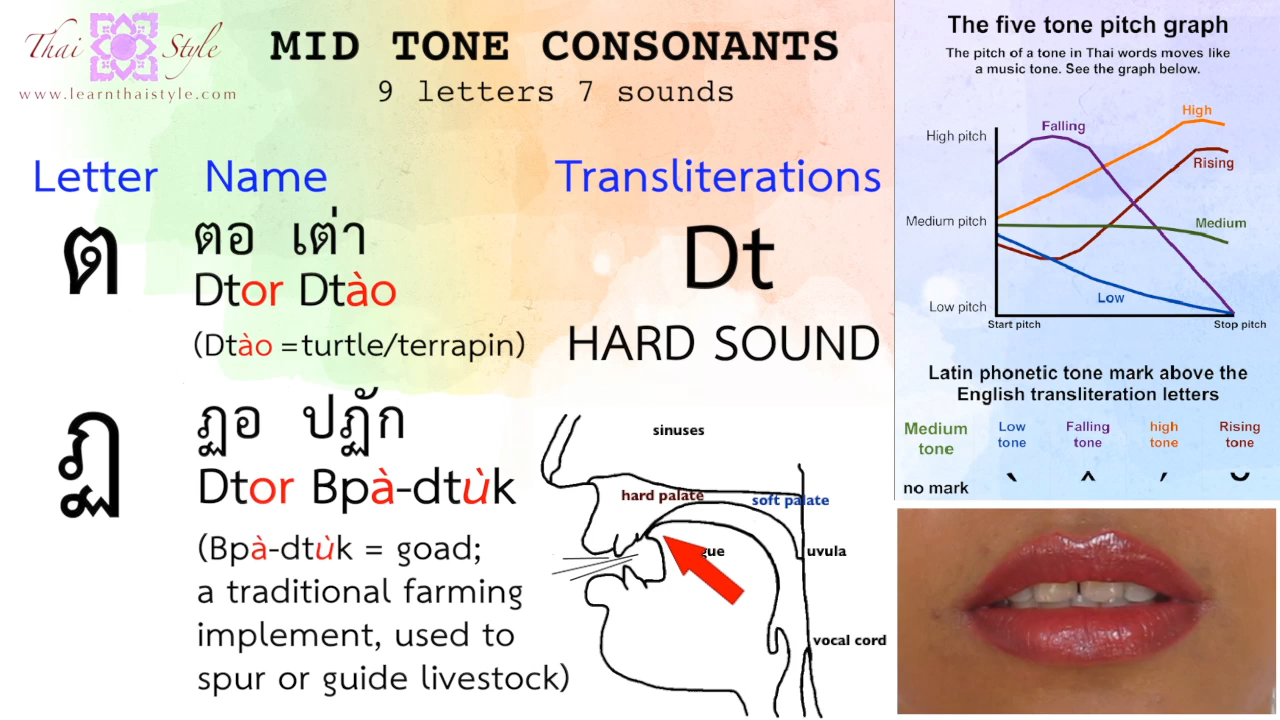 Thai Style
www.learnthaistyle.com
MID TONE CONSONANTS
9 letters 7 sounds
Letter Name Transliterations
ต
ตอ เต่า
Dtor Dtào
(Dtào =turtle/terrapin)
Dt
HARD SOUND
ฏ
ฏอ ปฏัก
Dtor Bpà-dtùk
(Bpà-dtùk = goad;
a traditional farming
implement, used to
spur or guide livestock)
sinuses
hard palate
soft palate
gue
uvula
vocal cord
The five tone pitch graph
The pitch of a tone in Thai words moves like
a music tone. See the graph below.
High
Falling
High pitch
Rising
Medium pitch
Medium
Low
Low pitch
Start pitch
Stop pitch
Latin phonetic tone mark above the
English transliteration letters
Medium tone
Low tone
Falling tone
high tone
Rising tone
no mark ˋ ˆ ˊ ˘